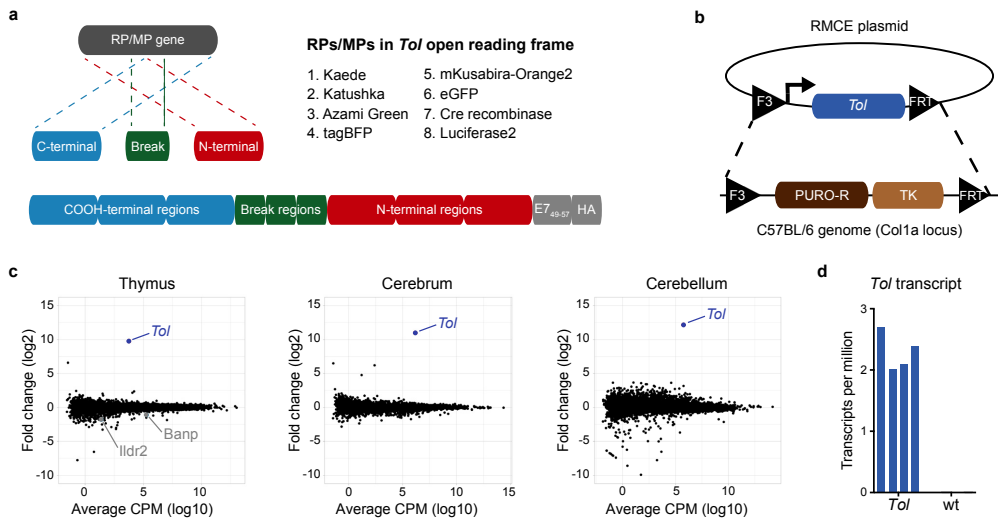 a
RP/MP gene
C-terminal
Break
N-terminal
RPs/MPs in Tol open reading frame
1. Kaede
2. Katushka
3. Azami Green
4. tagBFP
5. mKusabira-Orange2
6. eGFP
7. Cre recombinase
8. Luciferase2
COOH-terminal regions
Break regions
N-terminal regions
E749-57
HA
b
RMCE plasmid
F3
Tol
FRT
F3
PURO-R
TK
FRT
C57BL/6 genome (Col1a locus)
c
Thymus
Fold change (log2)
15
10
5
0
-5
-10
Tol
Banp
Ildr2
0
5
10
Average CPM (log10)
Cerebrum
Fold change (log2)
15
10
5
0
-5
-10
Tol
0
5
10
15
Average CPM (log10)
Cerebellum
Fold change (log2)
15
10
5
0
-5
-10
Tol
0
5
10
Average CPM (log10)
d
Tol transcript
Transcripts per million
3
2
1
0
Tol
wt